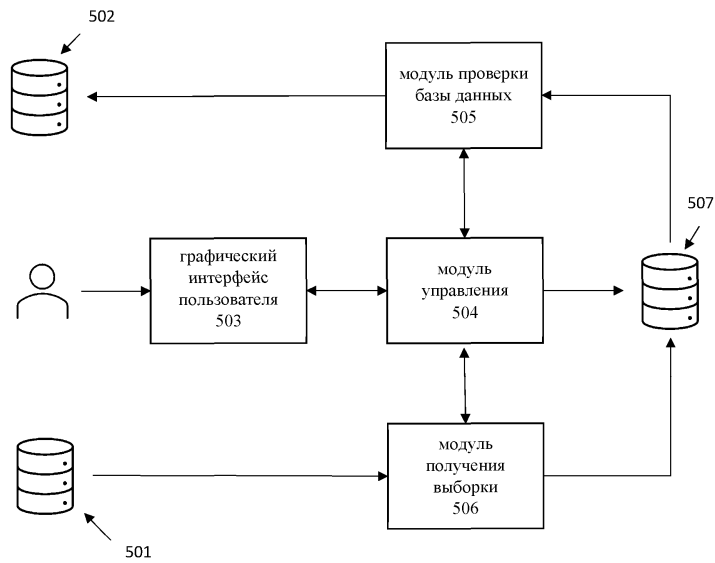 502
модуль проверки
базы данных
505
507
графический
интерфейс
пользователя
503
модуль
управления
504
модуль
получения
выборки
506
501